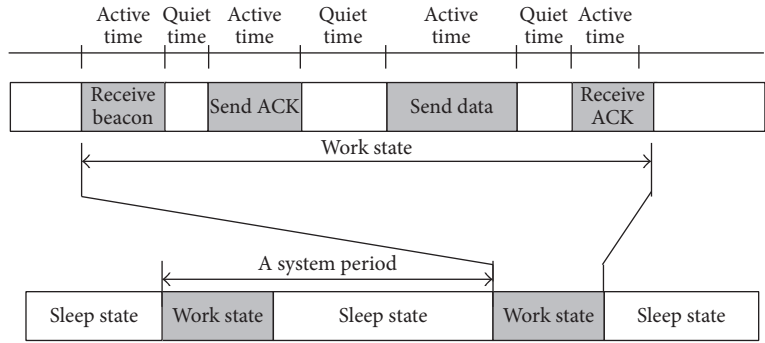 Active time
Quiet time
Active time
Quiet time
Active time
Quiet time
Active time
Receive beacon
Send ACK
Send data
Receive ACK
Work state
A system period
Sleep state
Work state
Sleep state
Work state
Sleep state